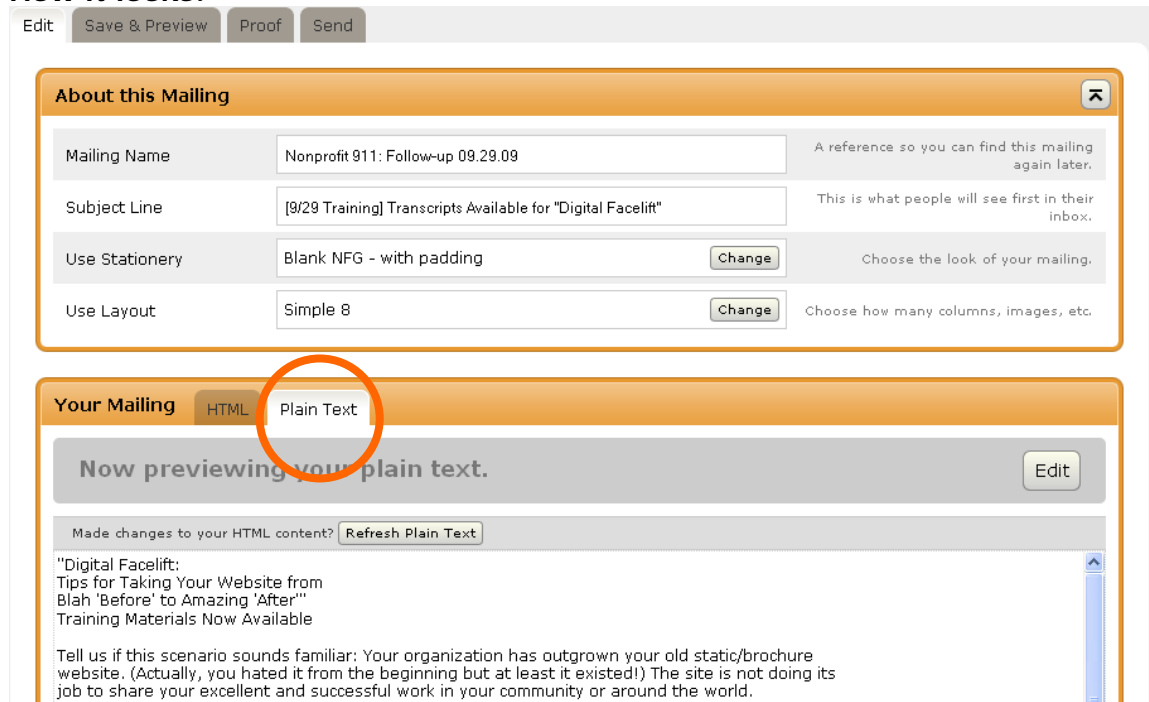 Edit Save & Preview Proof Send
About this Mailing
Mailing Name Nonprofit 911: Follow-up 09.29.09 A reference so you can find this mailing
again later.
Subject Line [9/29 Training] Transcripts Available for "Digital Facelift" This is what people will see first in their
inbox.
Use Stationery Blank NFG - with padding Change Choose the look of your mailing.
Use Layout Simple 8 Change Choose how many columns, images, etc.
Your Mailing HTML Plain Text
Now previewing your plain text. Edit
Made changes to your HTML content? Refresh Plain Text
"Digital Facelift:
Tips for Taking Your Website from
Blah 'Before' to Amazing 'After'"
Training Materials Now Available
Tell us if this scenario sounds familiar: Your organization has outgrown your old static/brochure
website. (Actually, you hated it from the beginning but at least it existed!) The site is not doing its
job to share your excellent and successful work in your community or around the world.